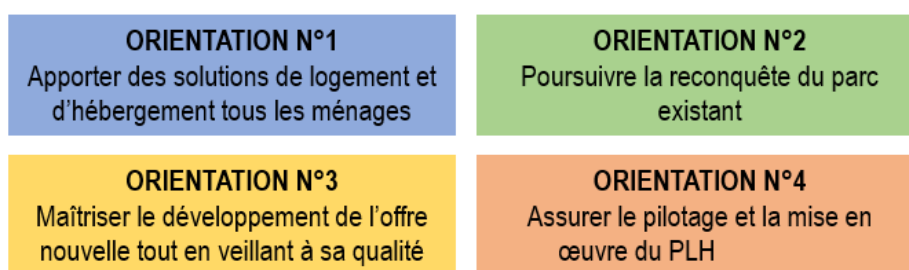 ORIENTATION N°1
Apporter des solutions de logement et
d’hébergement tous les ménages
ORIENTATION N°2
Poursuivre la reconquête du parc
existant
ORIENTATION N°3
Maîtriser le développement de l’offre
nouvelle tout en veillant à sa qualité
ORIENTATION N°4
Assurer le pilotage et la mise en
œuvre du PLH